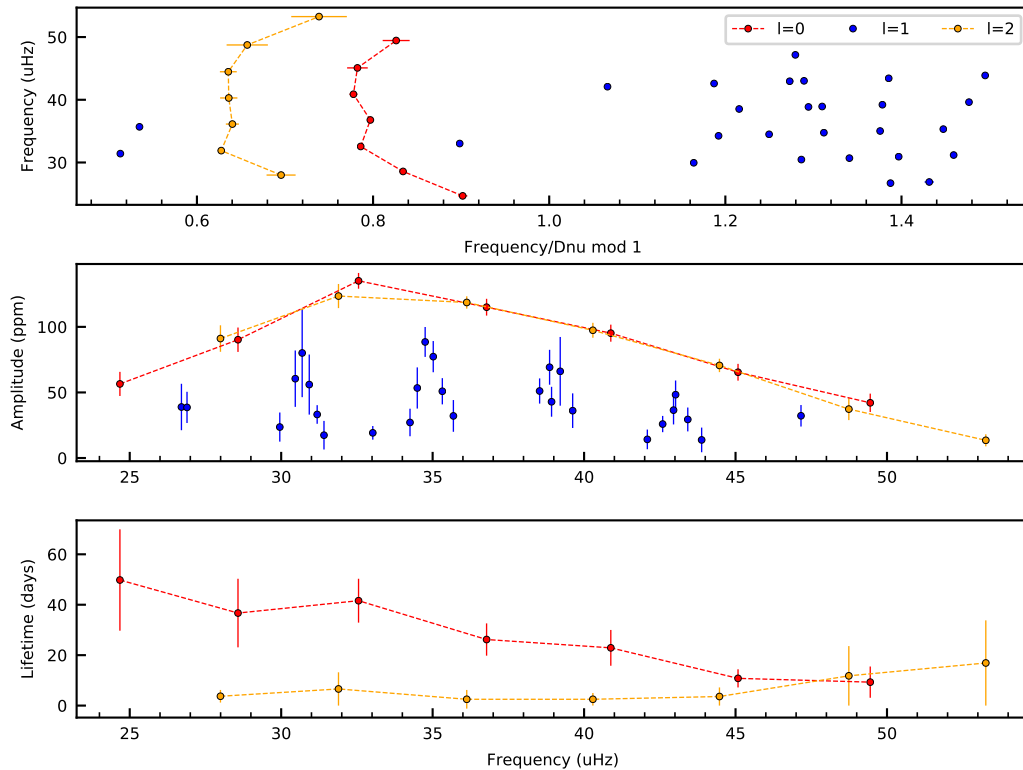 l=0 l=1 l=2
Frequency (uHz)
50
40
30
0.6 0.8 1.0 1.2 1.4
Frequency/Dnu mod 1
Amplitude (ppm)
100
50
0
25 30 35 40 45 50
Lifetime (days)
60
40
20
0
25 30 35 40 45 50
Frequency (uHz)